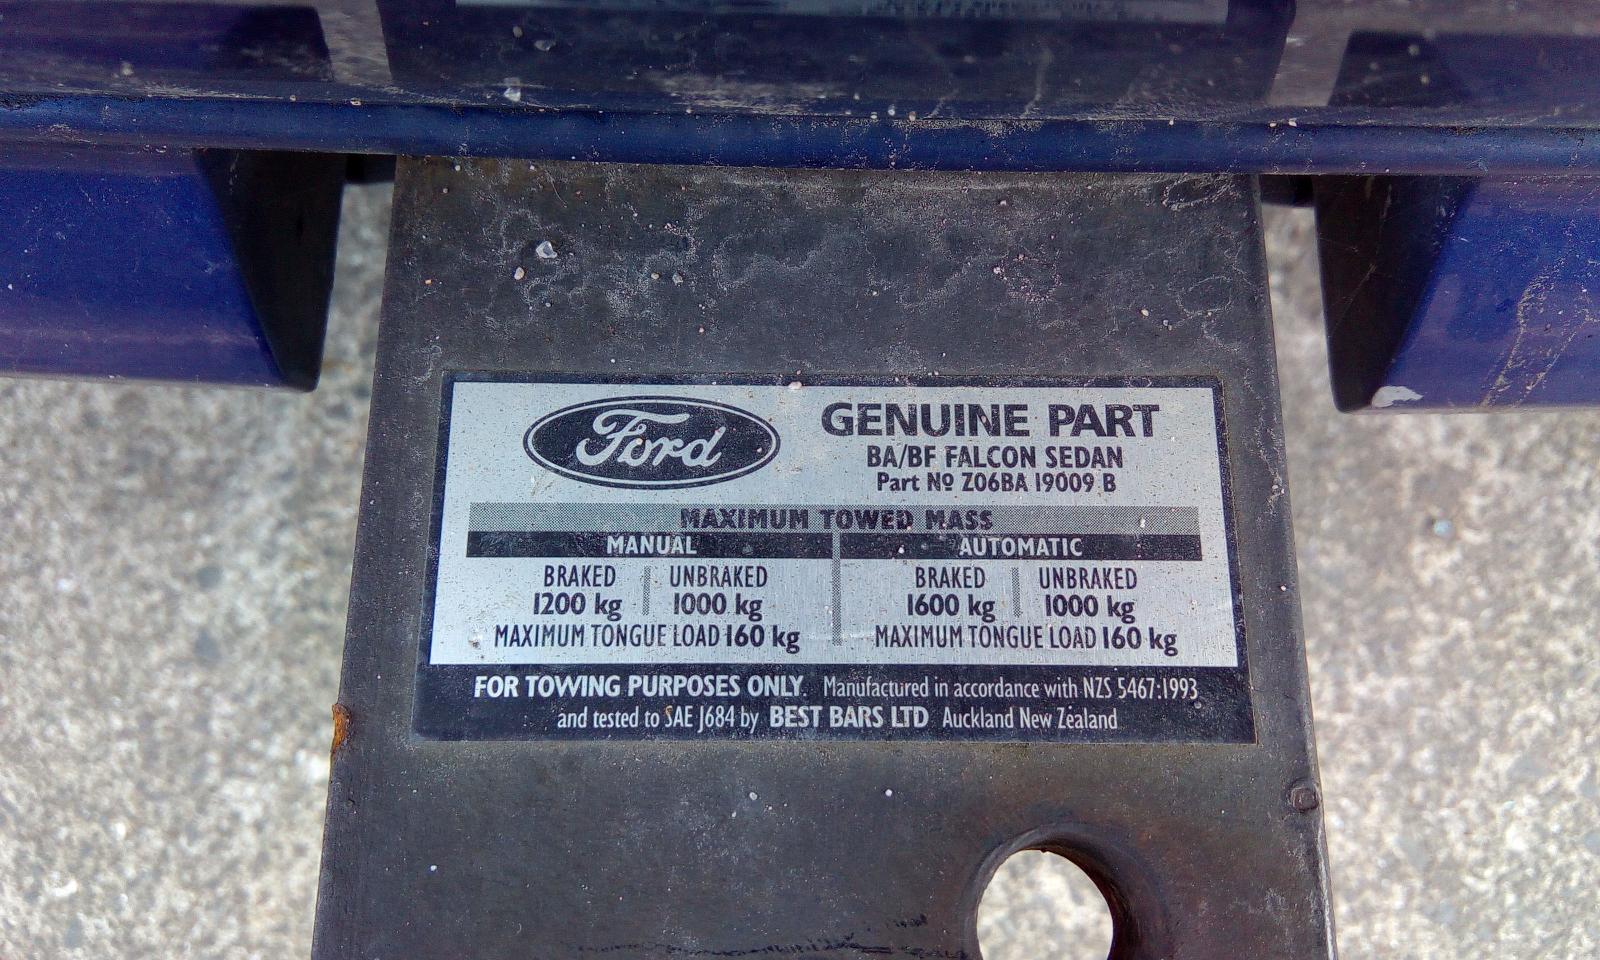 Ford
GENUINE PART
BA/BF FALCON SEDAN
Part Nº Z06BA 19009 B
MAXIMUM TOWED MASS
MANUAL AUTOMATIC
BRAKED UNBRAKED BRAKED UNBRAKED
1200 kg 1000 kg 1600 kg 1000 kg
MAXIMUM TONGUE LOAD 160 kg MAXIMUM TONGUE LOAD 160 kg
FOR TOWING PURPOSES ONLY. Manufactured in accordance with NZS 5467:1993
and tested to SAE J684 by BEST BARS LTD Auckland New Zealand